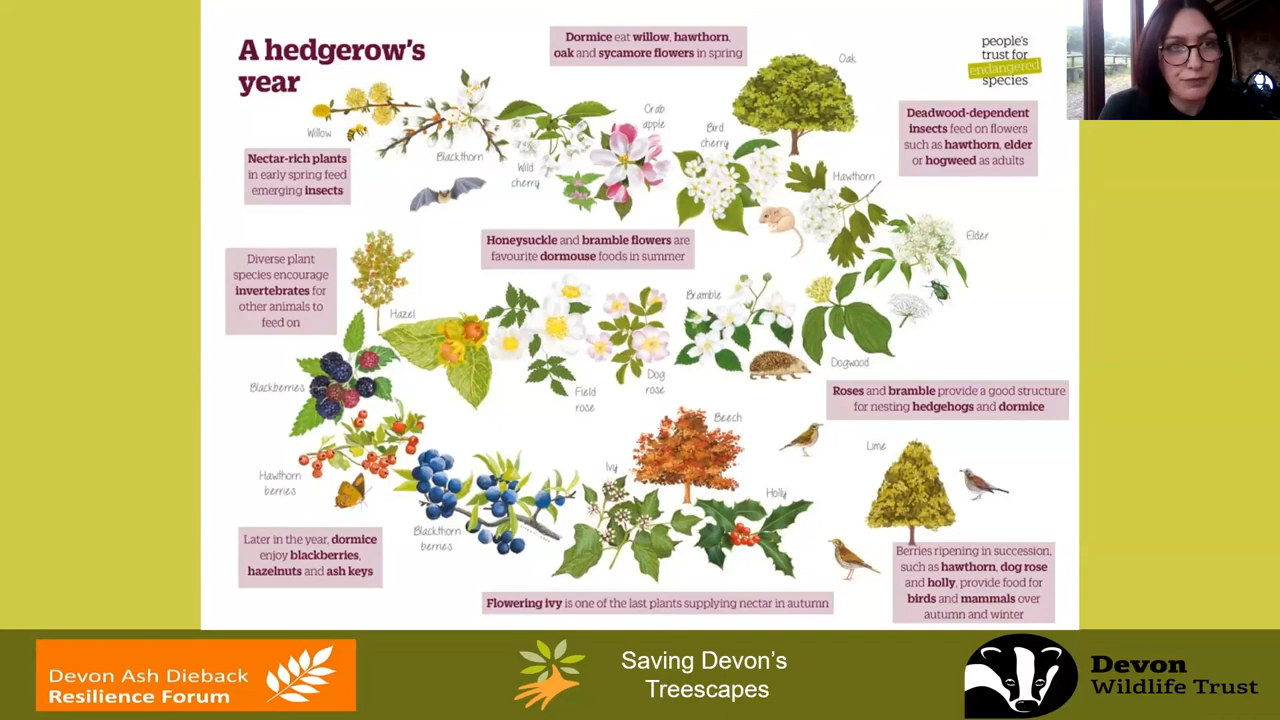 A hedgerow's
year
Dormice eat willow, hawthorn,
oak and sycamore flowers in spring
people's
trust for
endangered
species
Oak
Deadwood-dependent
insects feed on flowers
such as hawthorn, elder
or hogweed as adults
Willow
Blackthorn
Wild
cherry
Crab
apple
Bird
cherry
Hawthorn
Elder
Nectar-rich plants
in early spring feed
emerging insects
Honeysuckle and bramble flowers are
favourite dormouse foods in summer
Diverse plant
species encourage
invertebrates for
other animals to
feed on
Hazel
Field
rose
Dog
rose
Bramble
Dogwood
Roses and bramble provide a good structure
for nesting hedgehogs and dormice
Blackberries
Hawthorn
berries
Blackthorn
berries
Ivy
Beech
Holly
Lime
Later in the year, dormice
enjoy blackberries,
hazelnuts and ash keys
Flowering ivy is one of the last plants supplying nectar in autumn
Berries ripening in succession,
such as hawthorn, dog rose
and holly, provide food for
birds and mammals over
autumn and winter
Devon Ash Dieback
Resilience Forum
Saving Devon's
Treescapes
Devon
Wildlife Trust